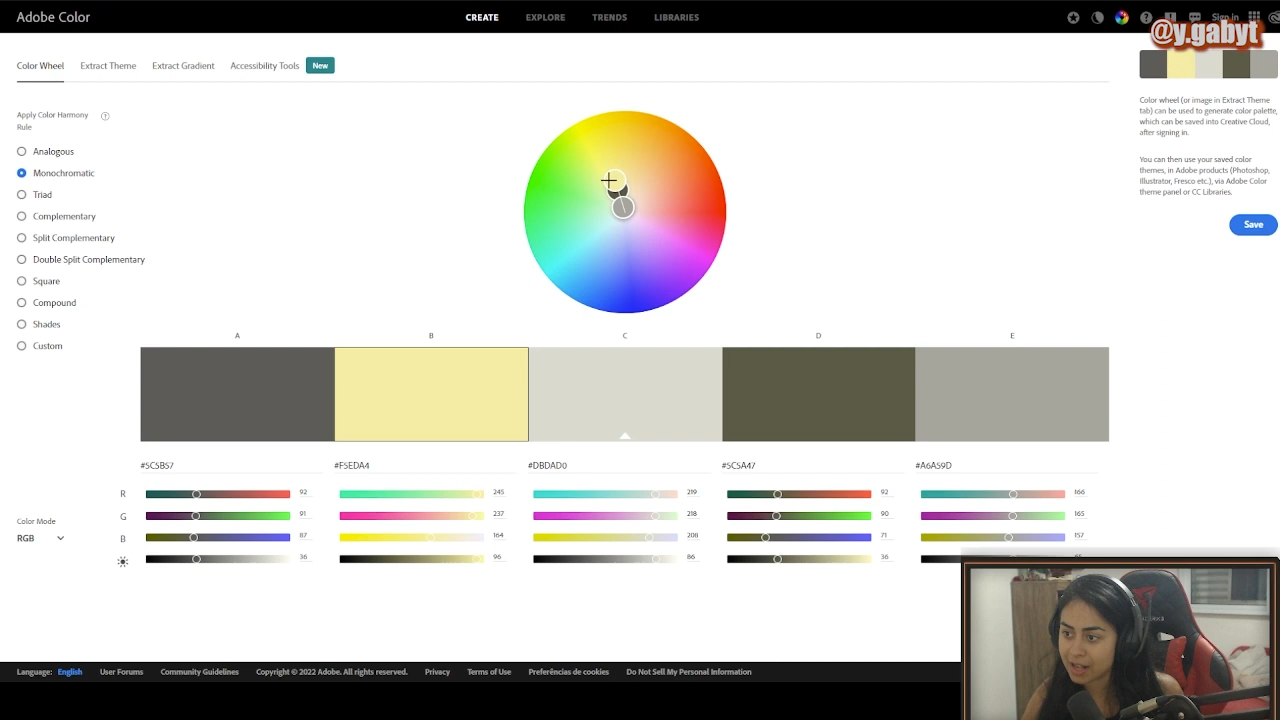 Adobe Color
CREATE EXPLORE TRENDS LIBRARIES
Sign in
@y.gabyt
Color Wheel Extract Theme Extract Gradient Accessibility Tools New
Apply Color Harmony
Rule
Analogous
Monochromatic
Triad
Complementary
Split Complementary
Double Split Complementary
Square
Compound
Shades
Custom
Color wheel (or image in Extract Theme
tab) can be used to generate color palette,
which can be saved into Creative Cloud,
after signing in.
You can then use your saved color
themes, in Adobe products (Photoshop,
Illustrator, Fresco etc.), via Adobe Color
theme panel or CC Libraries.
Save
A B C D E
#5C5B57 #F5EDA4 #DBDAD0 #5C5A47 #A6A59D
R 92 245 219 92 166
G 91 237 218 90 165
B 87 164 208 71 157
36 96 86 36
Color Mode
RGB
Language: English User Forums Community Guidelines Copyright © 2022 Adobe. All rights reserved. Privacy Terms of Use Preferências de cookies Do Not Sell My Personal Information